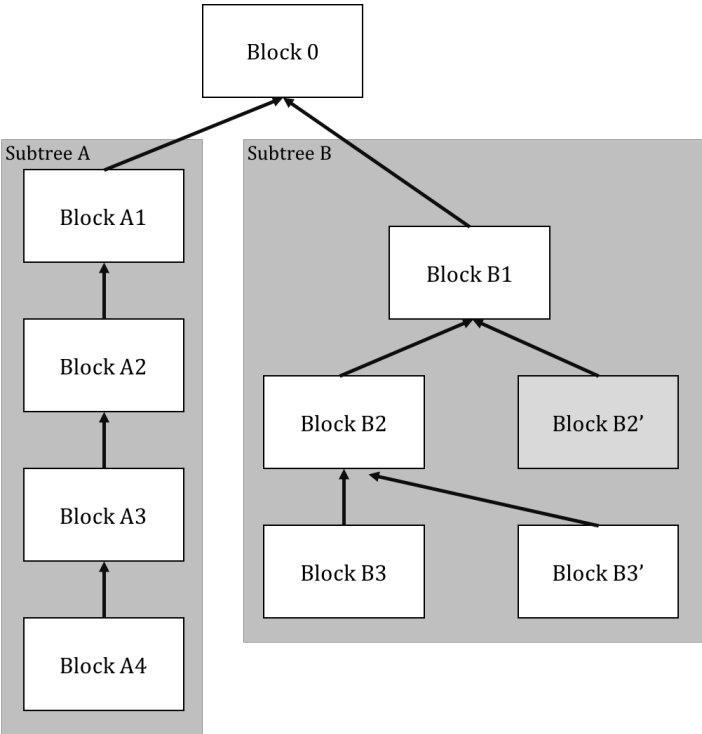 Block 0
Subtree A
Subtree B
Block A1
Block B1
Block A2
Block B2
Block B2’
Block A3
Block B3
Block B3’
Block A4